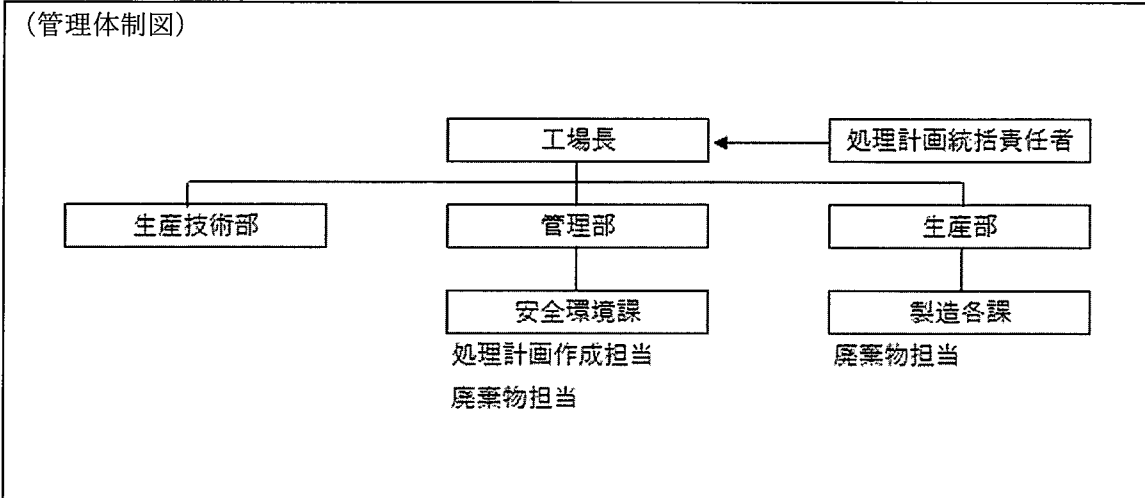 (管理体制図)
工場長
処理計画統括責任者
生産技術部
管理部
生産部
安全環境課
製造各課
処理計画作成担当
廃棄物担当
廃棄物担当